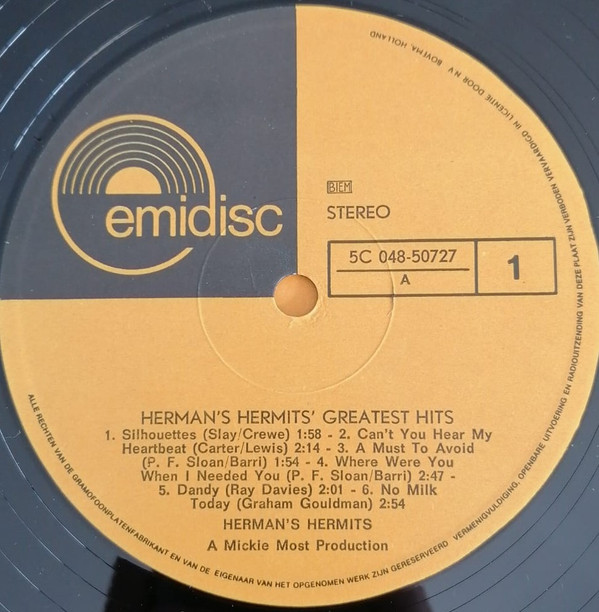 emidisc
BIEM
STEREO
5C 048-50727
A
1
HERMAN'S HERMITS' GREATEST HITS
1. Silhouettes (Slay/Crewe) 1:58 - 2. Can't You Hear My
Heartbeat (Carter/Lewis) 2:14 - 3. A Must To Avoid
(P. F. Sloan/Barri) 1:54 - 4. Where Were You
When I Needed You (P. F. Sloan/Barri) 2:47 -
5. Dandy (Ray Davies) 2:01 - 6. No Milk
Today (Graham Gouldman) 2:54
HERMAN'S HERMITS
A Mickie Most Production
ALLE RECHTEN VAN DE GRAMOFOONPLATENFABRIKANT EN VAN DE EIGENAAR VAN HET OPGENOMEN WERK ZIJN GERESERVEERD VERMENIGVULDIGING, OPENBARE UITVOERING EN RADIOUITZENDING VAN DEZE PLAAT ZIJN VERBODEN VERVAARDIGD IN LICENTIE DOOR N.V. BOVEMA, HOLLAND